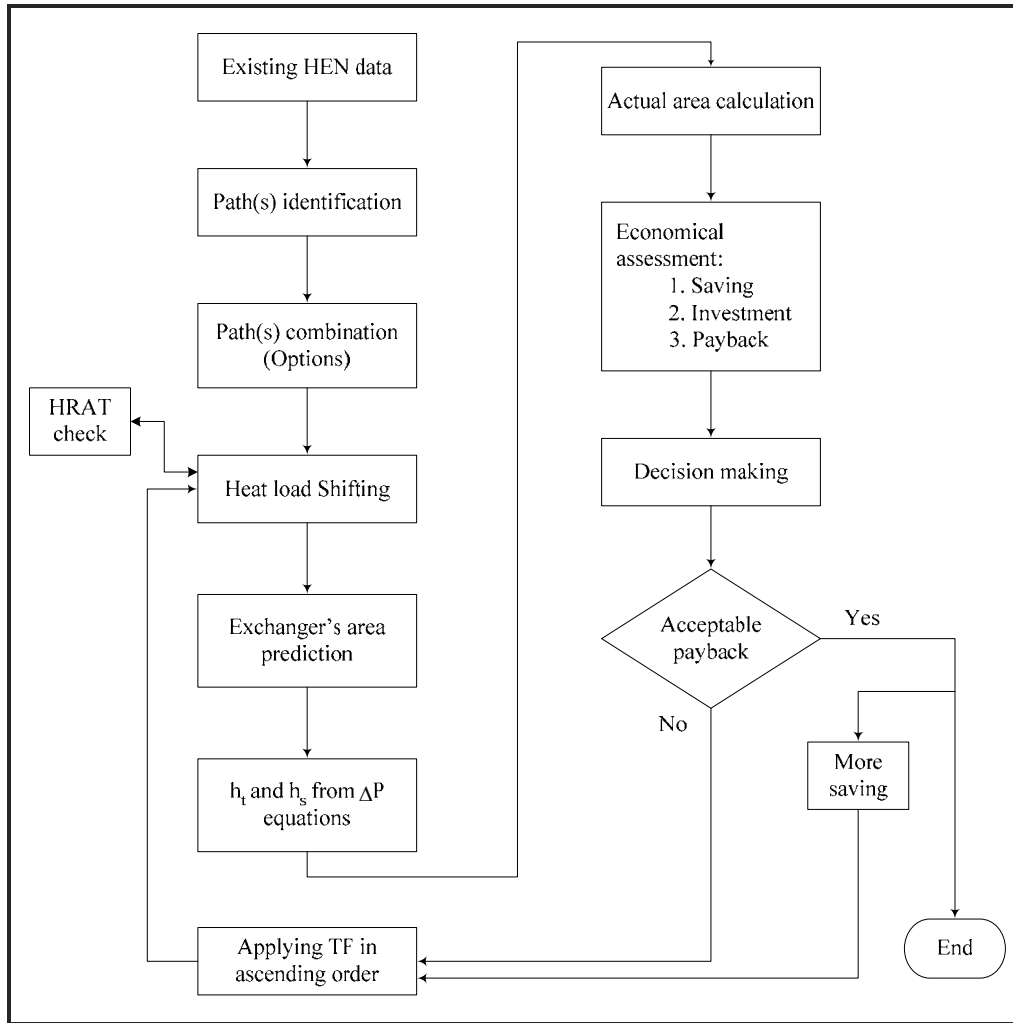 Existing HEN data
Path(s) identification
Path(s) combination
(Options)
HRAT
check
Heat load Shifting
Exchanger's area
prediction
ht and hs from ΔP
equations
Applying TF in
ascending order
Actual area calculation
Economical
assessment:
1. Saving
2. Investment
3. Payback
Decision making
Acceptable
payback
Yes
No
More
saving
End